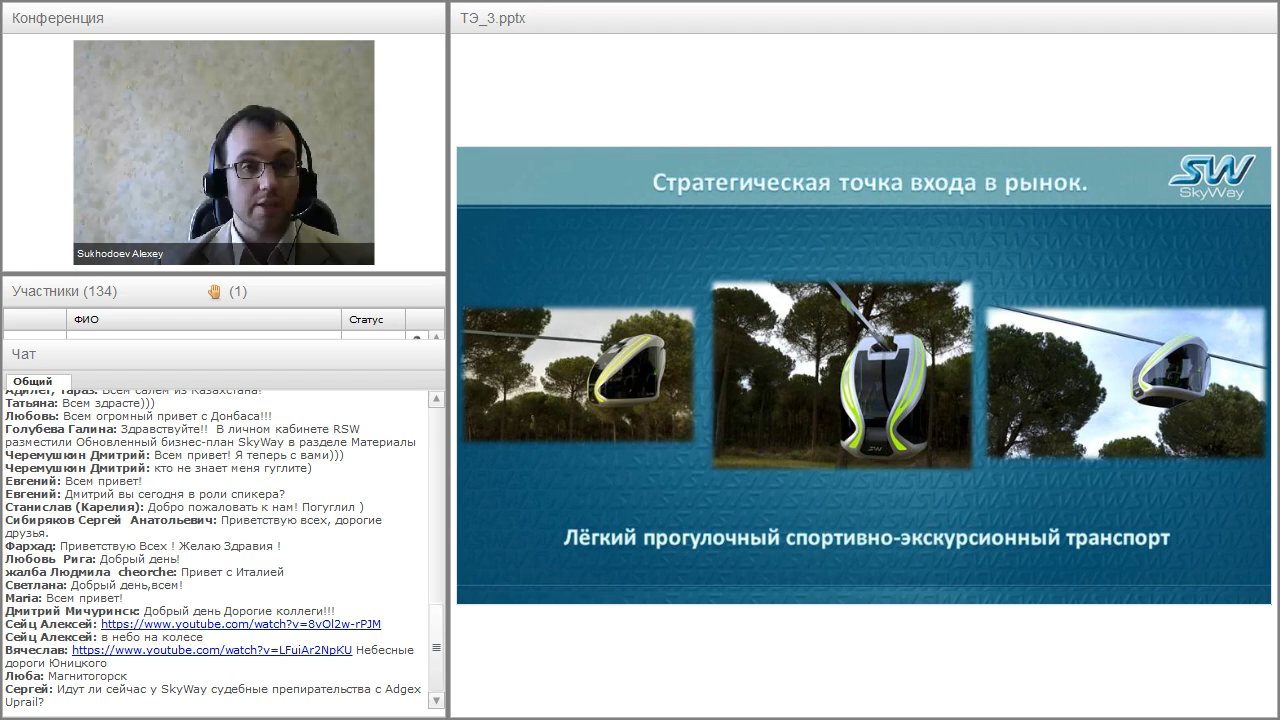 Конференция
Sukhodoev Alexey
Участники (134)
(1)
ФИО
Статус
Чат
Общий
Адилет, Тараз: Всем салем из Казахстана!
Татьяна: Всем здрасте)))
Любовь: Всем огромный привет с Донбаса!!!
Голубева Галина: Здравствуйте!! В личном кабинете RSW
разместили Обновленный бизнес-план SkyWay в разделе Материалы
Черемушкин Дмитрий: Всем привет! Я теперь с вами)))
Черемушкин Дмитрий: кто не знает меня гуглите)
Евгений: Всем привет!
Евгений: Дмитрий вы сегодня в роли спикера?
Станислав (Карелия): Добро пожаловать к нам! Погуглил )
Сибиряков Сергей Анатольевич: Приветствую всех, дорогие
друзья.
Фархад: Приветствую Всех ! Желаю Здравия !
Любовь Рига: Добрый день!
жалба Людмила cheorche: Привет с Италией
Светлана: Добрый день,всем!
Maria: Всем привет!
Дмитрий Мичуринск: Добрый день Дорогие коллеги!!!
Сейц Алексей: https://www.youtube.com/watch?v=8vOl2w-rPJM
Сейц Алексей: в небо на колесе
Вячеслав: https://www.youtube.com/watch?v=LFuiAr2NpKU Небесные
дороги Юницкого
Люба: Магнитогорск
Сергей: Идут ли сейчас у SkyWay судебные препирательства с Adgex
Uprail?
ТЭ_3.pptx
Стратегическая точка входа в рынок.
SW
SkyWay
SW
Лёгкий прогулочный спортивно-экскурсионный транспорт